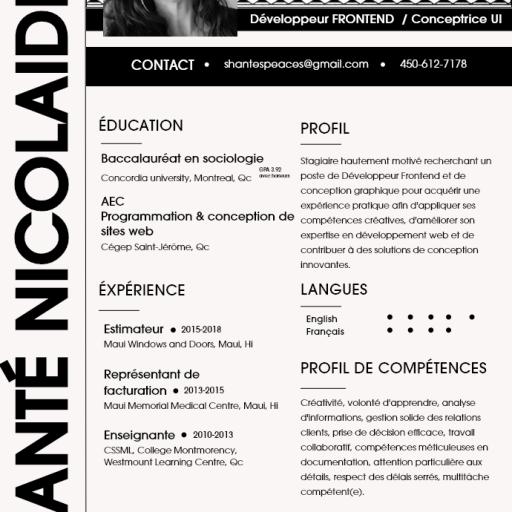 ANTÉ NICOLAID
Développeur FRONTEND / Conceptrice UI
CONTACT • shantespeaces@gmail.com • 450-612-7178
ÉDUCATION
Baccalauréat en sociologie
Concordia university, Montreal, Qc
GPA 3.92
avec honeurs
AEC
Programmation & conception de
sites web
Cégep Saint-Jérôme, Qc
ÉXPÉRIENCE
Estimateur • 2015-2018
Maui Windows and Doors, Maui, Hi
Représentant de
facturation • 2013-2015
Maui Memorial Medical Centre, Maui, Hi
Enseignante • 2010-2013
CSSML, College Montmorency,
Westmount Learning Centre, Qc
PROFIL
Stagiaire hautement motivé recherchant un
poste de Développeur Frontend et de
conception graphique pour acquérir une
expérience pratique afin d'appliquer ses
compétences créatives, d'améliorer son
expertise en développement web et de
contribuer à des solutions de conception
innovantes.
LANGUES
English
Français
PROFIL DE COMPÉTENCES
Créativité, volonté d'apprendre, analyse
d'informations, gestion solide des relations
clients, prise de décision efficace, travail
collaboratif, compétences méticuleuses en
documentation, attention particulière aux
détails, respect des délais serrés, multitâche
compétent(e).